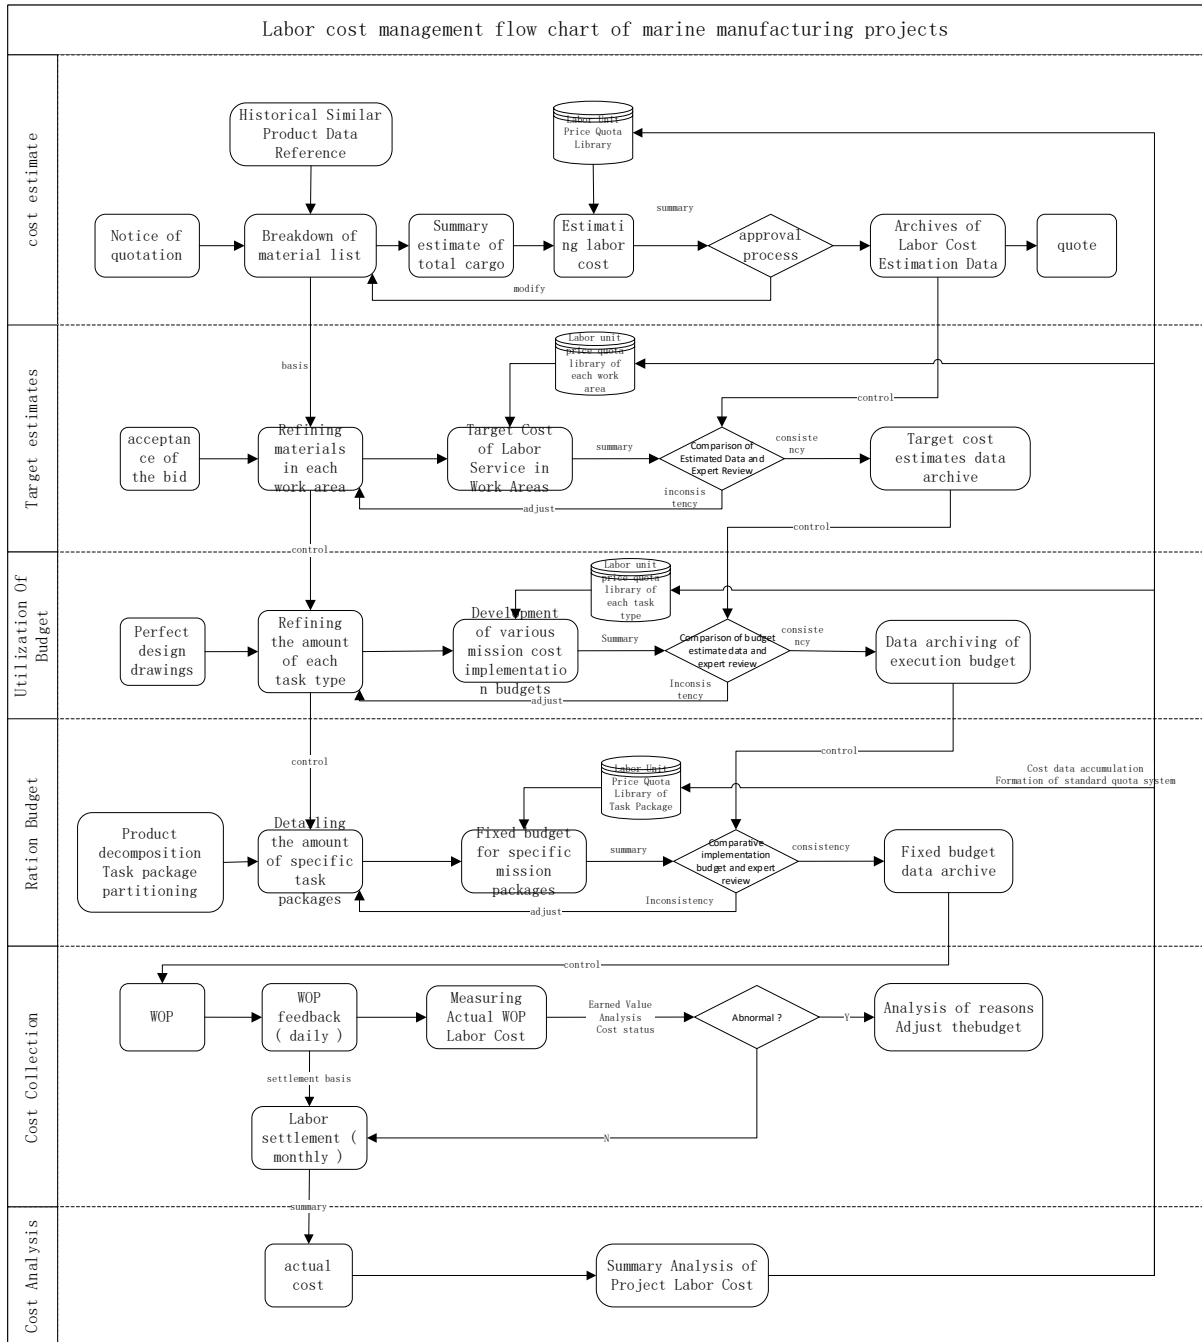 Labor cost management flow chart of marine manufacturing projects
cost estimate
Historical Similar
Product Data
Reference
Labor Unit
Price Quota
Library
Notice of
quotation
Breakdown of
material list
Summary
estimate of
total cargo
Estimati
ng labor
cost
summary
approval
process
Archives of
Labor Cost
Estimation Data
quote
modify
Target estimates
basis
Labor unit
price quota
library of
each work
area
control
acceptan
ce of
the bid
Refining
materials
in each
work area
Target Cost
of Labor
Service in
Work Areas
summary
Comparison of
Estimated Data and
Expert Review
consiste
ncy
Target cost
estimates data
archive
inconsis
tency
adjust
control
control
Utilization Of
Budget
Labor unit
price quota
library of
each task
type
Perfect
design
drawings
Refining
the amount
of each
task type
Development
of various
mission cost
implementatio
n budgets
Summary
Comparison of budget
estimate data and
expert review
consiste
ncy
Data archiving of
execution budget
Inconsis
tency
adjust
control
control
Ration Budget
Labor Unit
Price Quota
Library of
Task Package
Cost data accumulation
Formation of standard quota system
Product
decomposition
Task package
partitioning
Detailing
the amount
of specific
task
packages
Fixed budget
for specific
mission
packages
summary
Comparative
implementation
budget and expert
review
consistency
Fixed budget
data archive
Inconsistency
adjust
control
Cost Collection
WOP
WOP
feedback
( daily )
Measuring
Actual WOP
Labor Cost
Earned Value
Analysis
Cost status
Abnormal ?
Y
Analysis of reasons
Adjust thebudget
settlement basis
Labor
settlement (
monthly )
N
summary
Cost Analysis
actual
cost
Summary Analysis of
Project Labor Cost